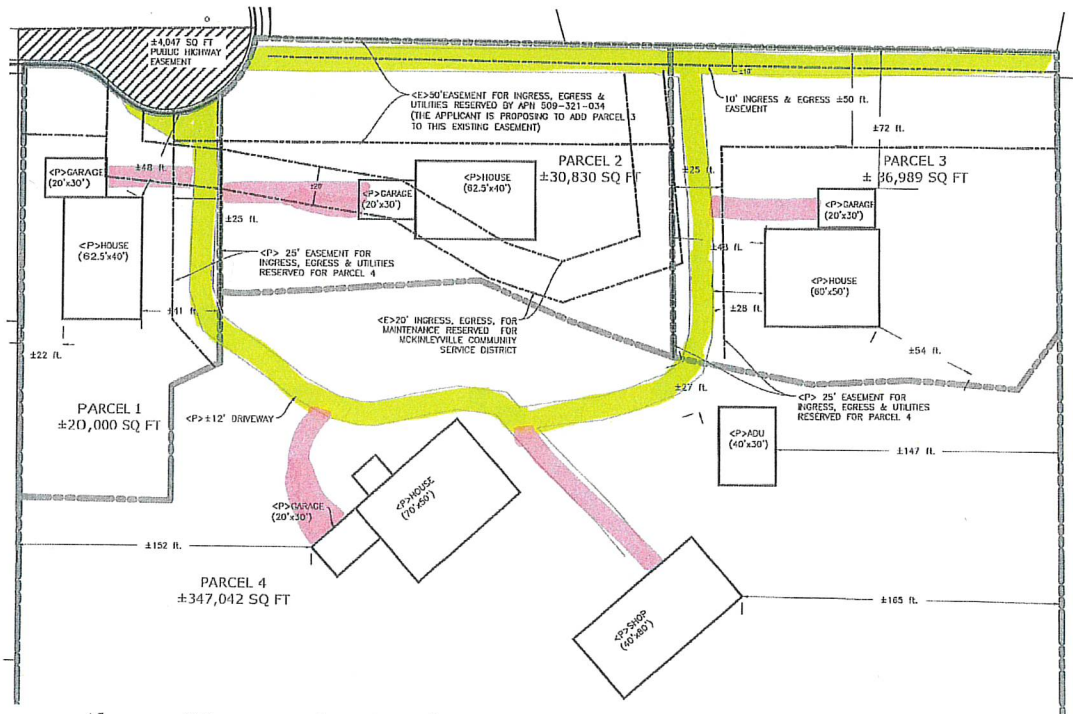 ±4,047 SQ FT
PUBLIC HIGHWAY
EASEMENT
<E>50'EASEMENT FOR INGRESS, EGRESS &
UTILITIES RESERVED BY APN 509-321-034
(THE APPLICANT IS PROPOSING TO ADD PARCEL 3
TO THIS EXISTING EASEMENT)
±10'
10' INGRESS & EGRESS
EASEMENT
±50 ft.
±72 ft.
<P>GARAGE
(20'x30')
±48 ft.
±20'
<P>GARAGE
(20'x30')
<P>HOUSE
(62.5'x40')
PARCEL 2
±30,830 SQ FT
±25 ft.
PARCEL 3
±36,989 SQ FT
<P>GARAGE
(20'x30')
<P>HOUSE
(62.5'x40')
±25 ft.
<P> 25' EASEMENT FOR
INGRESS, EGRESS & UTILITIES
RESERVED FOR PARCEL 4
±43 ft.
<P>HOUSE
(60'x50')
±41 ft.
<E>20' INGRESS, EGRESS, FOR
MAINTENANCE RESERVED FOR
MCKINLEYVILLE COMMUNITY
SERVICE DISTRICT
±28 ft.
±22 ft.
±54 ft.
±27 ft.
<P> 25' EASEMENT FOR
INGRESS, EGRESS & UTILITIES
RESERVED FOR PARCEL 4
PARCEL 1
±20,000 SQ FT
<P>±12' DRIVEWAY
<P>ADU
(40'x30')
±147 ft.
<P>HOUSE
(70'x50')
<P>GARAGE
(20'x30')
±152 ft.
PARCEL 4
±347,042 SQ FT
±165 ft.
<P>SHOP
(40'x80')